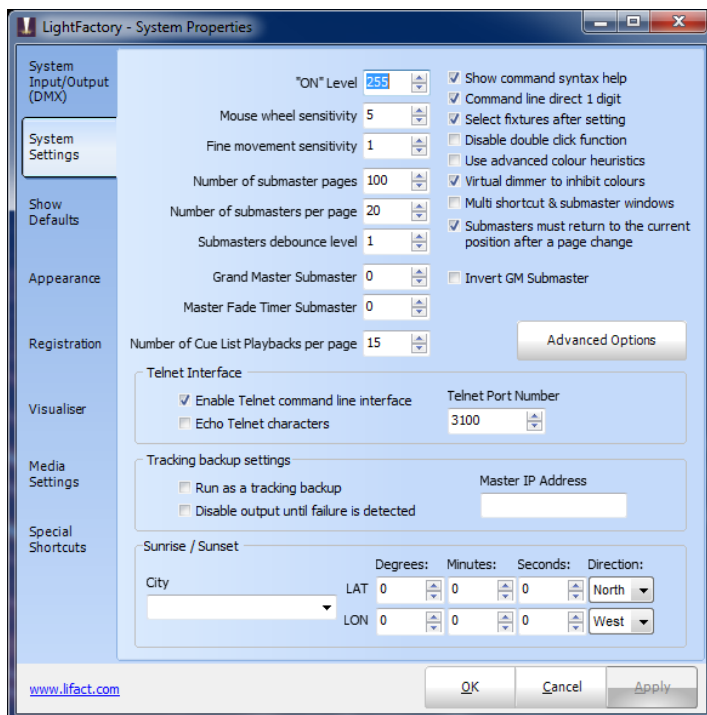 LightFactory - System Properties
System
Input/Output
(DMX)
System
Settings
Show
Defaults
Appearance
Registration
Visualiser
Media
Settings
Special
Shortcuts
"ON" Level 255
Mouse wheel sensitivity 5
Fine movement sensitivity 1
Number of submaster pages 100
Number of submasters per page 20
Submasters debounce level 1
Grand Master Submaster 0
Master Fade Timer Submaster 0
Number of Cue List Playbacks per page 15
Show command syntax help
Command line direct 1 digit
Select fixtures after setting
Disable double click function
Use advanced colour heuristics
Virtual dimmer to inhibit colours
Multi shortcut & submaster windows
Submasters must return to the current
position after a page change
Invert GM Submaster
Advanced Options
Telnet Interface
Enable Telnet command line interface
Echo Telnet characters
Telnet Port Number
3100
Tracking backup settings
Run as a tracking backup
Disable output until failure is detected
Master IP Address
Sunrise / Sunset
City
Degrees: Minutes: Seconds: Direction:
LAT 0 0 0 North
LON 0 0 0 West
www.lifact.com
OK Cancel Apply